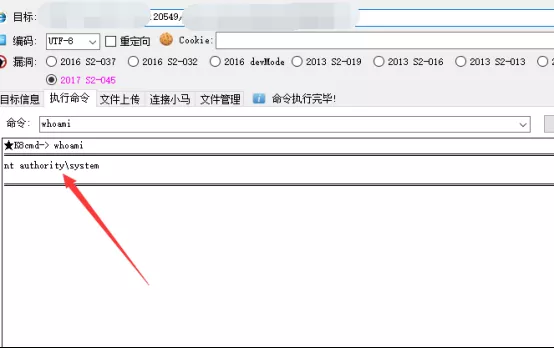 目标: .20549/
编码: UTF-8 重定向 Cookie:
漏洞: 2016 S2-037 2016 S2-032 2016 devMode 2013 S2-019 2013 S2-016 2013 S2-013
2017 S2-045
目标信息 执行命令 文件上传 连接小马 文件管理 命令执行完毕!
命令: whoami
★K8cmd-> whoami
nt authority\system